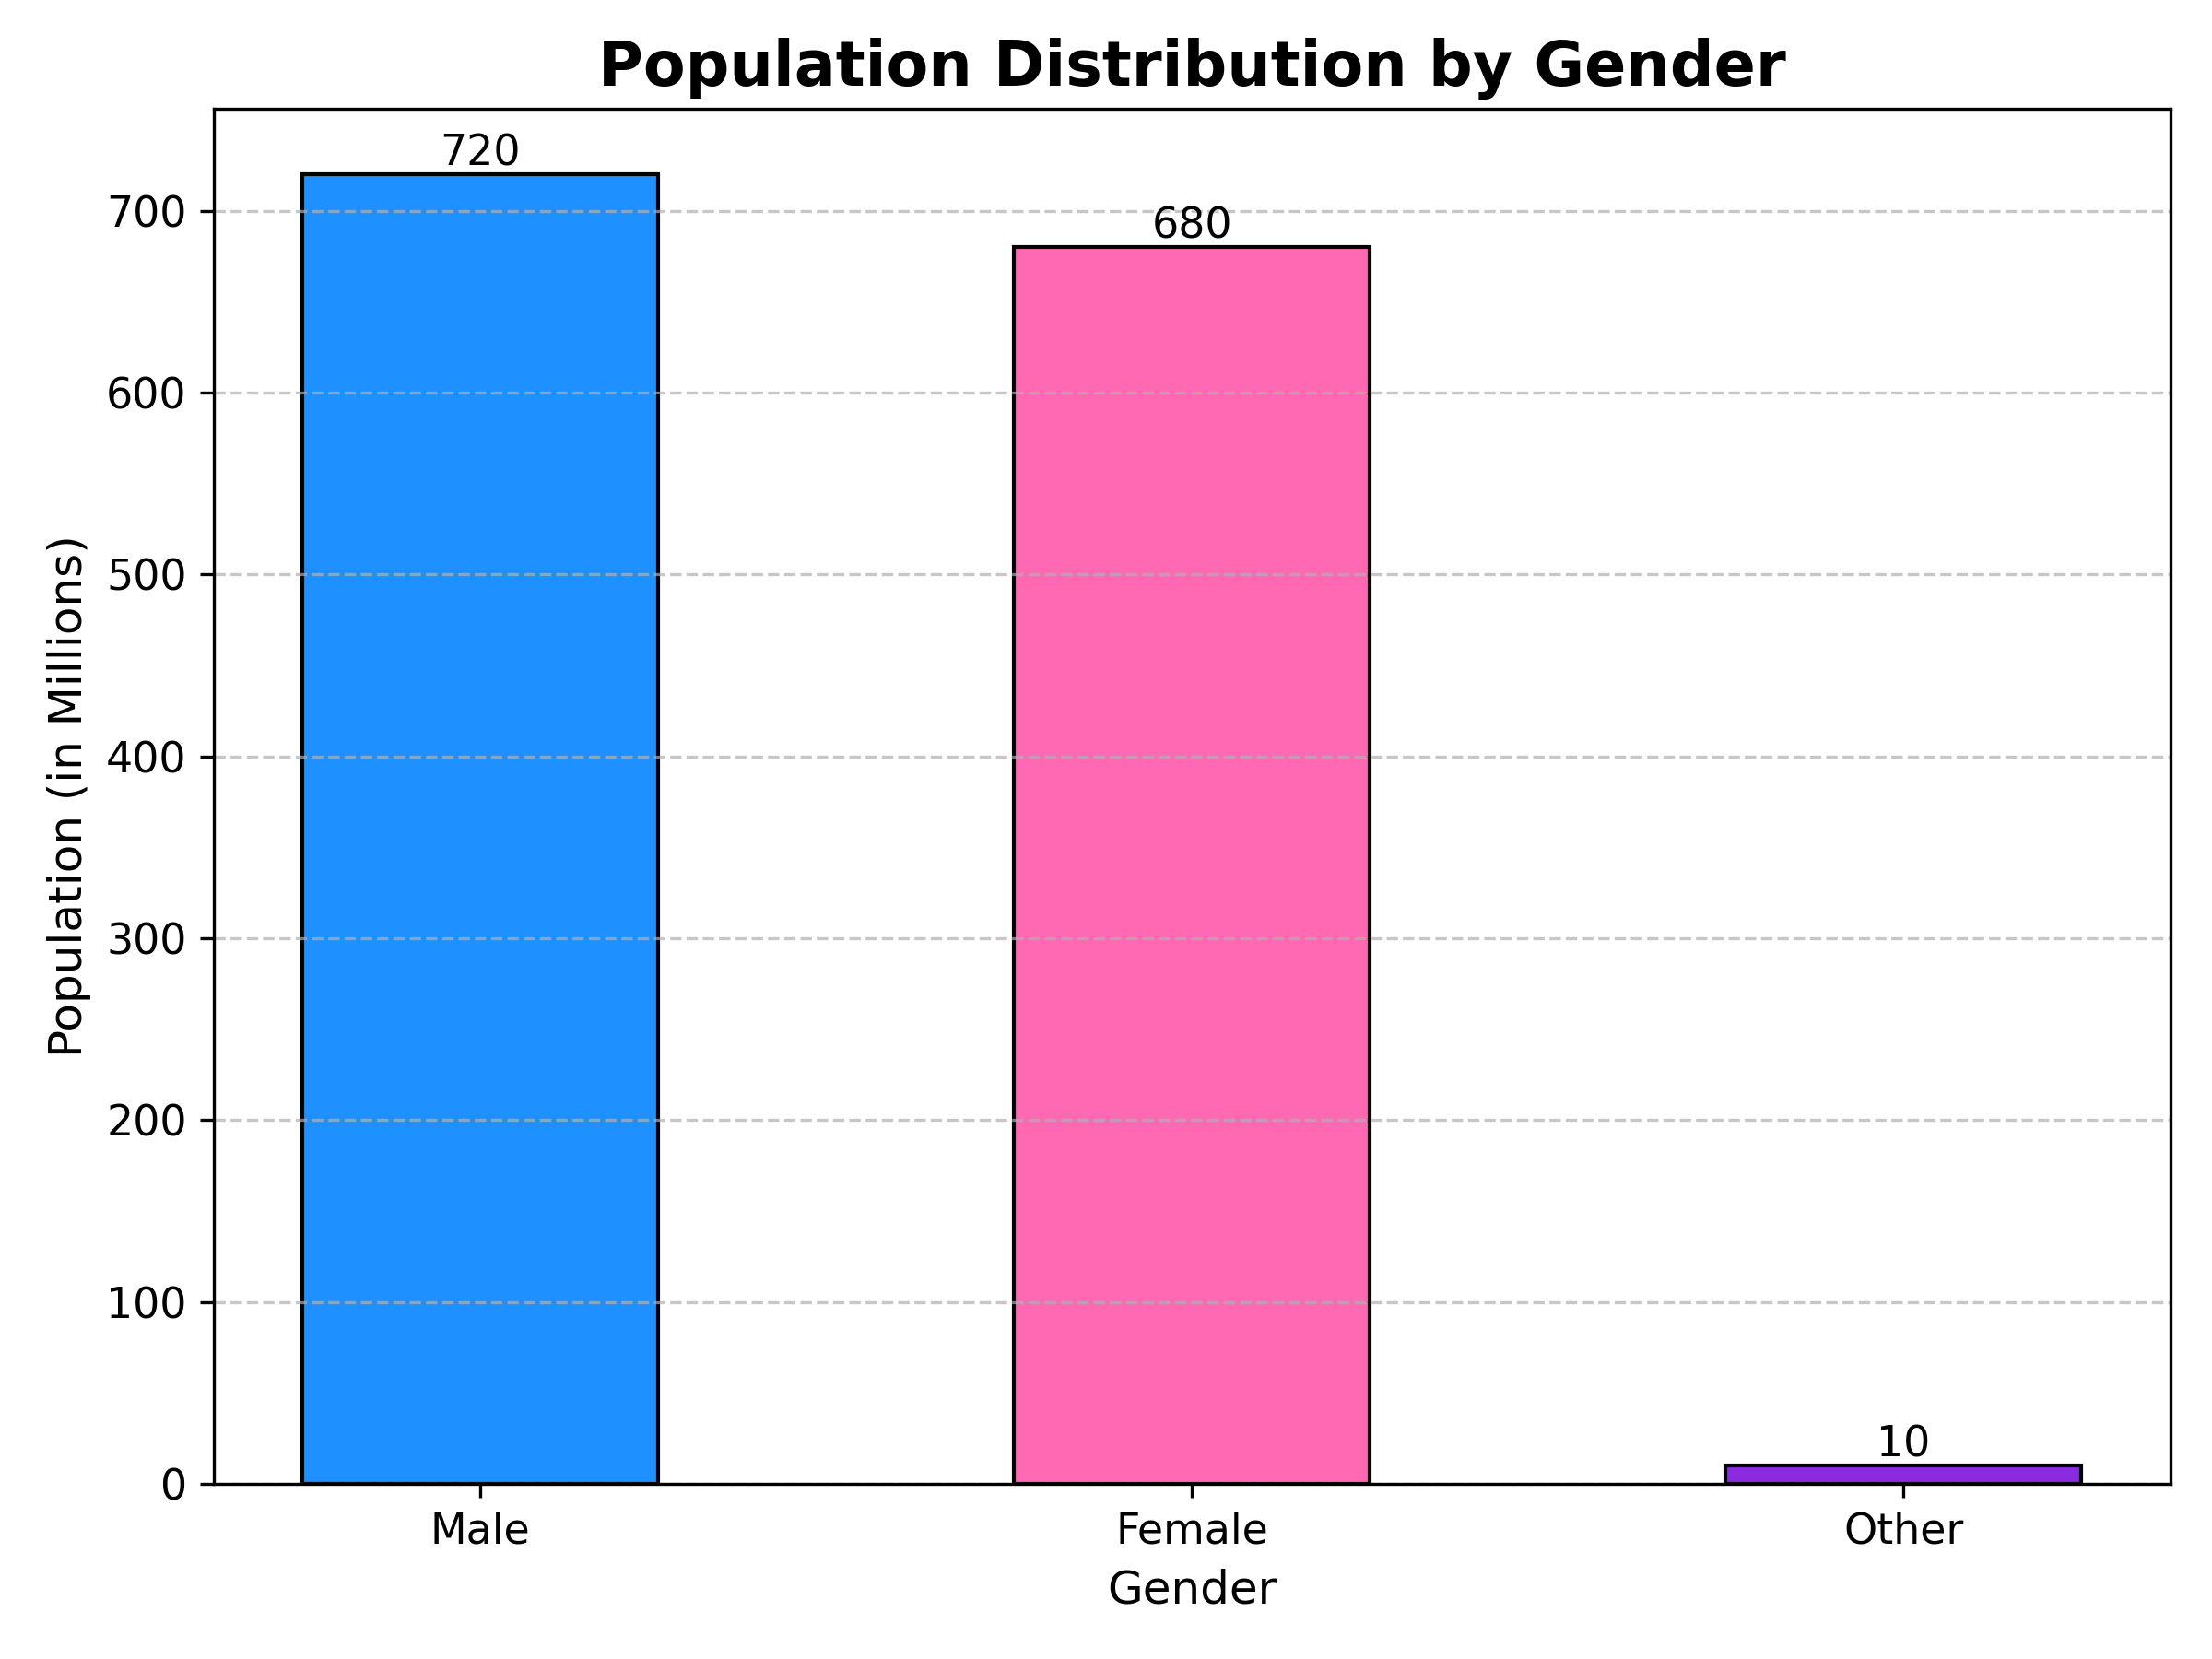 Population Distribution by Gender
720
680
10
700
600
500
400
300
200
100
0
Population (in Millions)
Male
Female
Other
Gender